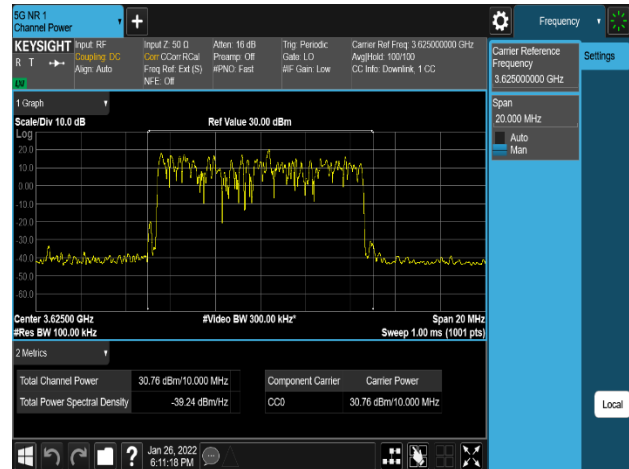 5G NR 1
Channel Power
Frequency
KEYSIGHT
R T
LXI
Input: RF
Coupling: DC
Align: Auto
Input Z: 50 Ω
Corr CCorr RCal
Freq Ref: Ext (S)
NFE: Off
Atten: 16 dB
Preamp: Off
#PNO: Fast
Trig: Periodic
Gate: LO
#IF Gain: Low
Carrier Ref Freq: 3.625000000 GHz
Avg|Hold: 100/100
CC Info: Downlink, 1 CC
Carrier Reference
Frequency
3.625000000 GHz
Settings
Span
20.000 MHz
Auto
Man
1 Graph
Scale/Div 10.0 dB
Ref Value 30.00 dBm
Log
20.0
10.0
0.00
-10.0
-20.0
-30.0
-40.0
-50.0
-60.0
Center 3.62500 GHz
#Video BW 300.00 kHz*
Span 20 MHz
#Res BW 100.00 kHz
Sweep 1.00 ms (1001 pts)
2 Metrics
Total Channel Power
30.76 dBm/10.000 MHz
Total Power Spectral Density
-39.24 dBm/Hz
Component Carrier
Carrier Power
CC0
30.76 dBm/10.000 MHz
Local
?
Jan 26, 2022
6:11:18 PM